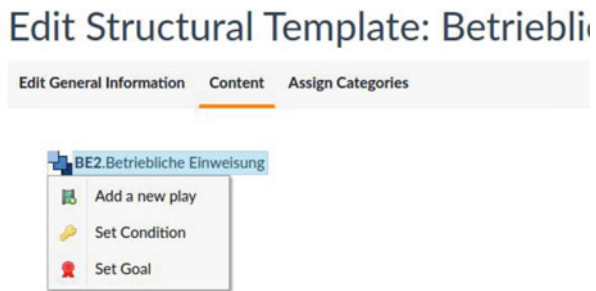 Edit Structural Template: Betrieblic
Edit General Information Content Assign Categories
BE2.Betriebliche Einweisung
Add a new play
Set Condition
Set Goal